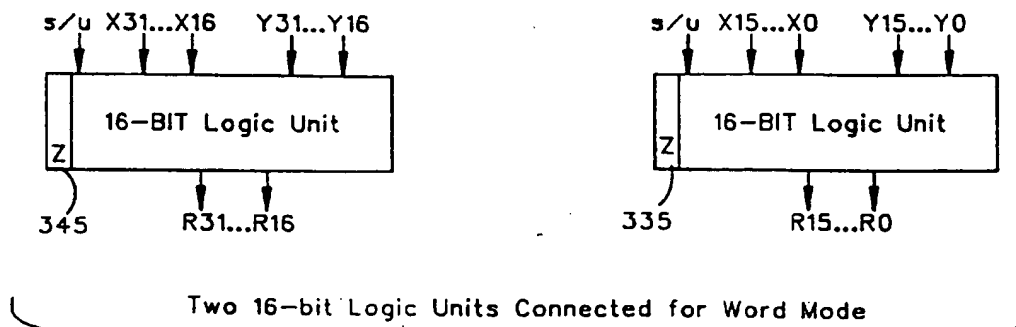 s/u X31...X16 Y31...Y16
s/u X15...X0 Y15...Y0
16-BIT Logic Unit
16-BIT Logic Unit
Z
Z
345
R31...R16
335
R15...R0
Two 16-bit Logic Units Connected for Word Mode